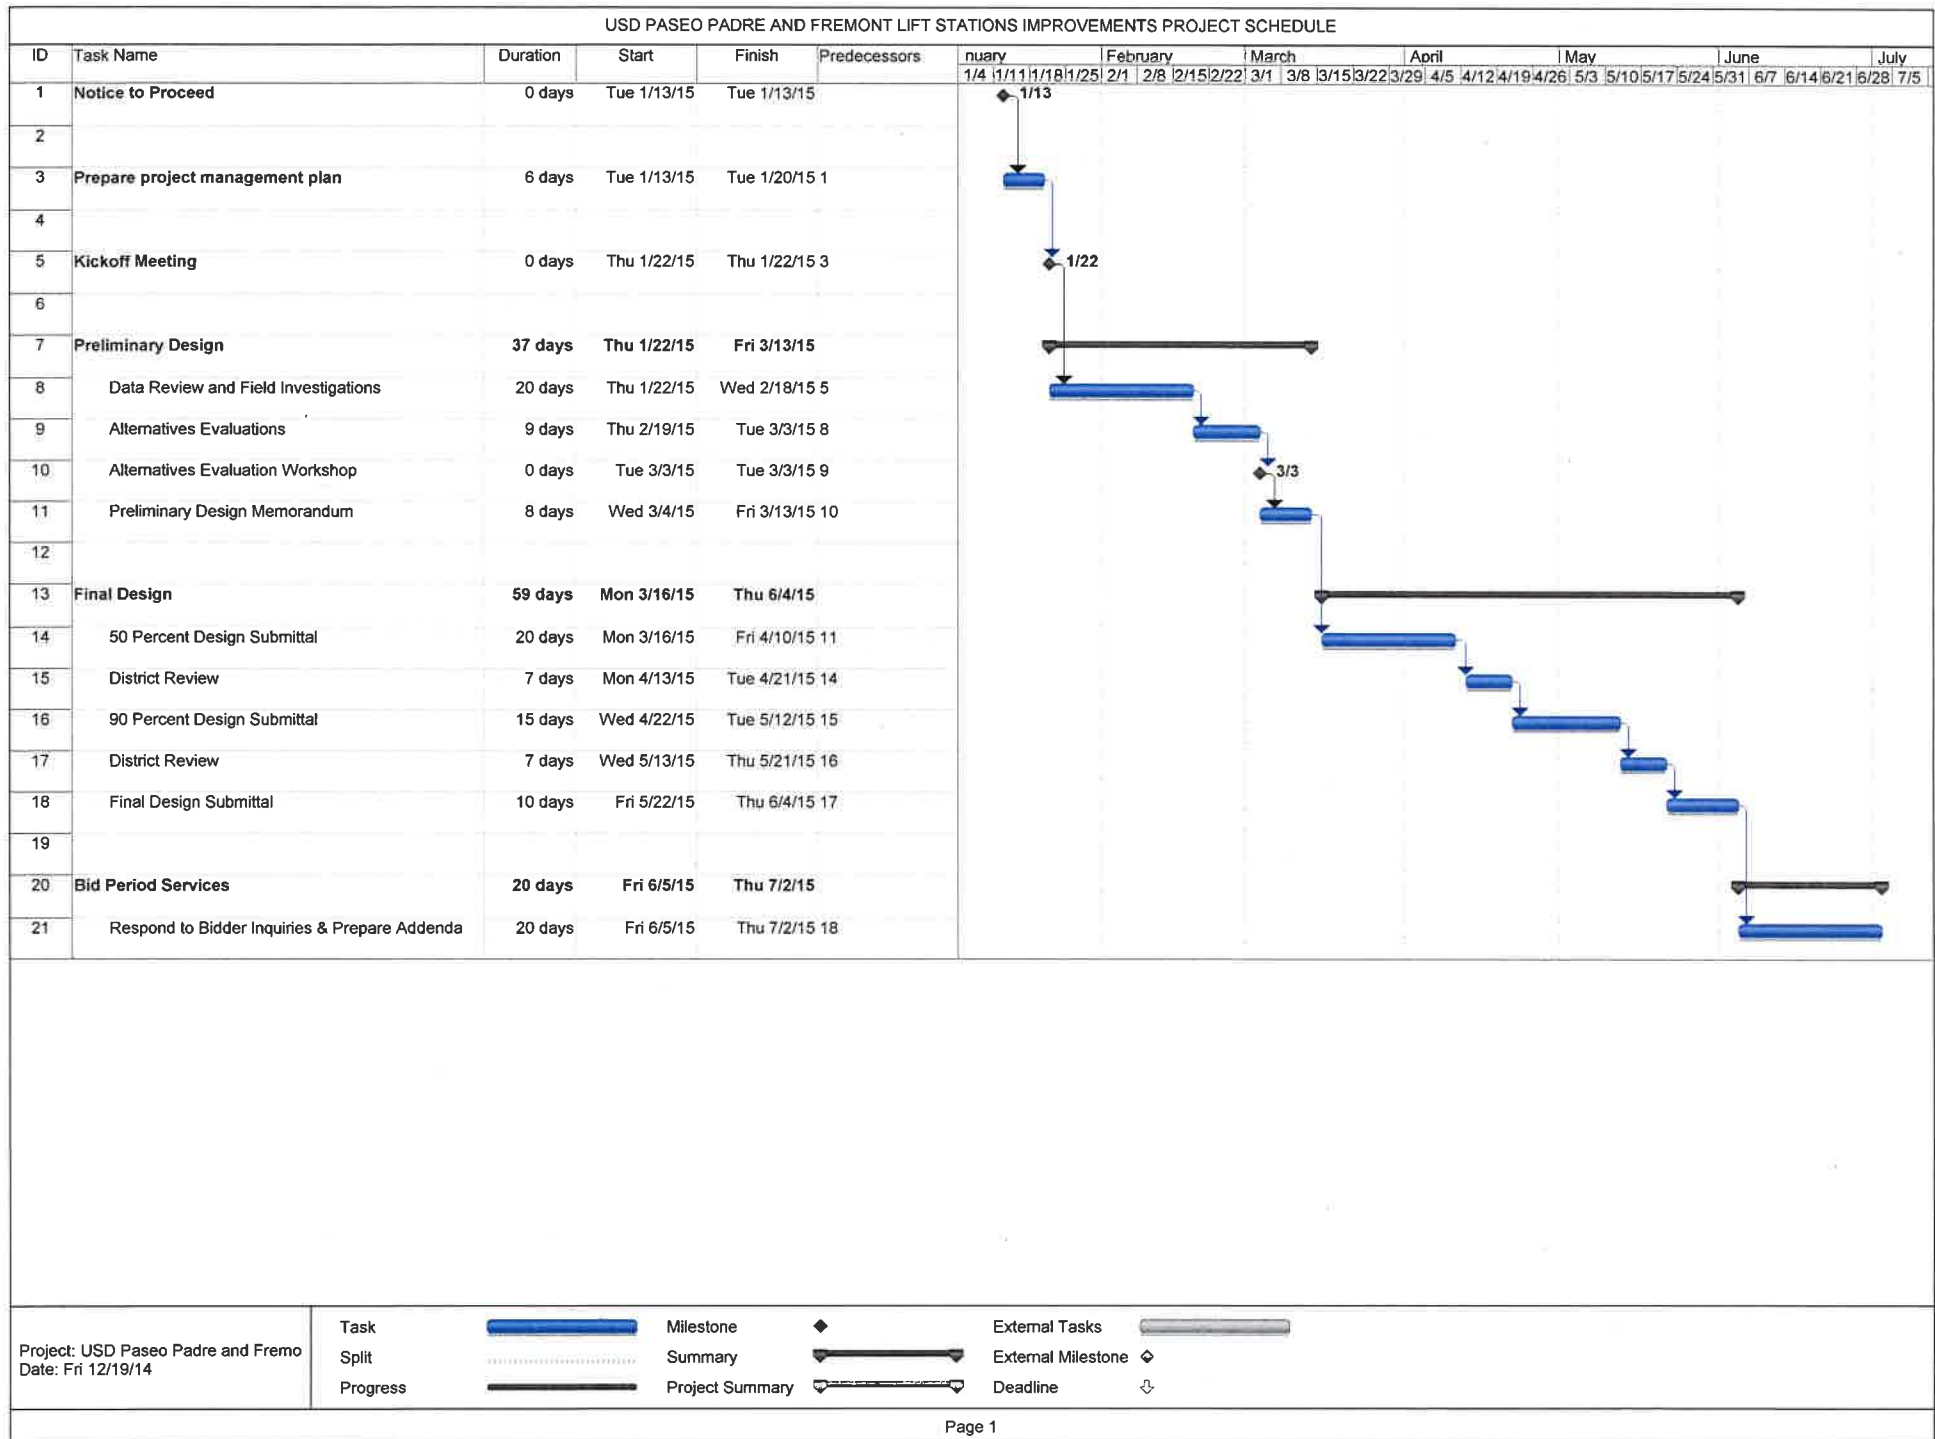 USD PASEO PADRE AND FREMONT LIFT STATIONS IMPROVEMENTS PROJECT SCHEDULE
ID Task Name Duration Start Finish Predecessors nuary February March April May June July
1/4 1/11 1/18 1/25 2/1 2/8 2/15 2/22 3/1 3/8 3/15 3/22 3/29 4/5 4/12 4/19 4/26 5/3 5/10 5/17 5/24 5/31 6/7 6/14 6/21 6/28 7/5
1 Notice to Proceed 0 days Tue 1/13/15 Tue 1/13/15 1/13
2
3 Prepare project management plan 6 days Tue 1/13/15 Tue 1/20/15 1
4
5 Kickoff Meeting 0 days Thu 1/22/15 Thu 1/22/15 3 1/22
6
7 Preliminary Design 37 days Thu 1/22/15 Fri 3/13/15
8 Data Review and Field Investigations 20 days Thu 1/22/15 Wed 2/18/15 5
9 Alternatives Evaluations 9 days Thu 2/19/15 Tue 3/3/15 8
10 Alternatives Evaluation Workshop 0 days Tue 3/3/15 Tue 3/3/15 9 3/3
11 Preliminary Design Memorandum 8 days Wed 3/4/15 Fri 3/13/15 10
12
13 Final Design 59 days Mon 3/16/15 Thu 6/4/15
14 50 Percent Design Submittal 20 days Mon 3/16/15 Fri 4/10/15 11
15 District Review 7 days Mon 4/13/15 Tue 4/21/15 14
16 90 Percent Design Submittal 15 days Wed 4/22/15 Tue 5/12/15 15
17 District Review 7 days Wed 5/13/15 Thu 5/21/15 16
18 Final Design Submittal 10 days Fri 5/22/15 Thu 6/4/15 17
19
20 Bid Period Services 20 days Fri 6/5/15 Thu 7/2/15
21 Respond to Bidder Inquiries & Prepare Addenda 20 days Fri 6/5/15 Thu 7/2/15 18
Project: USD Paseo Padre and Fremo
Date: Fri 12/19/14
Task Milestone External Tasks
Split Summary External Milestone
Progress Project Summary Deadline
Page 1